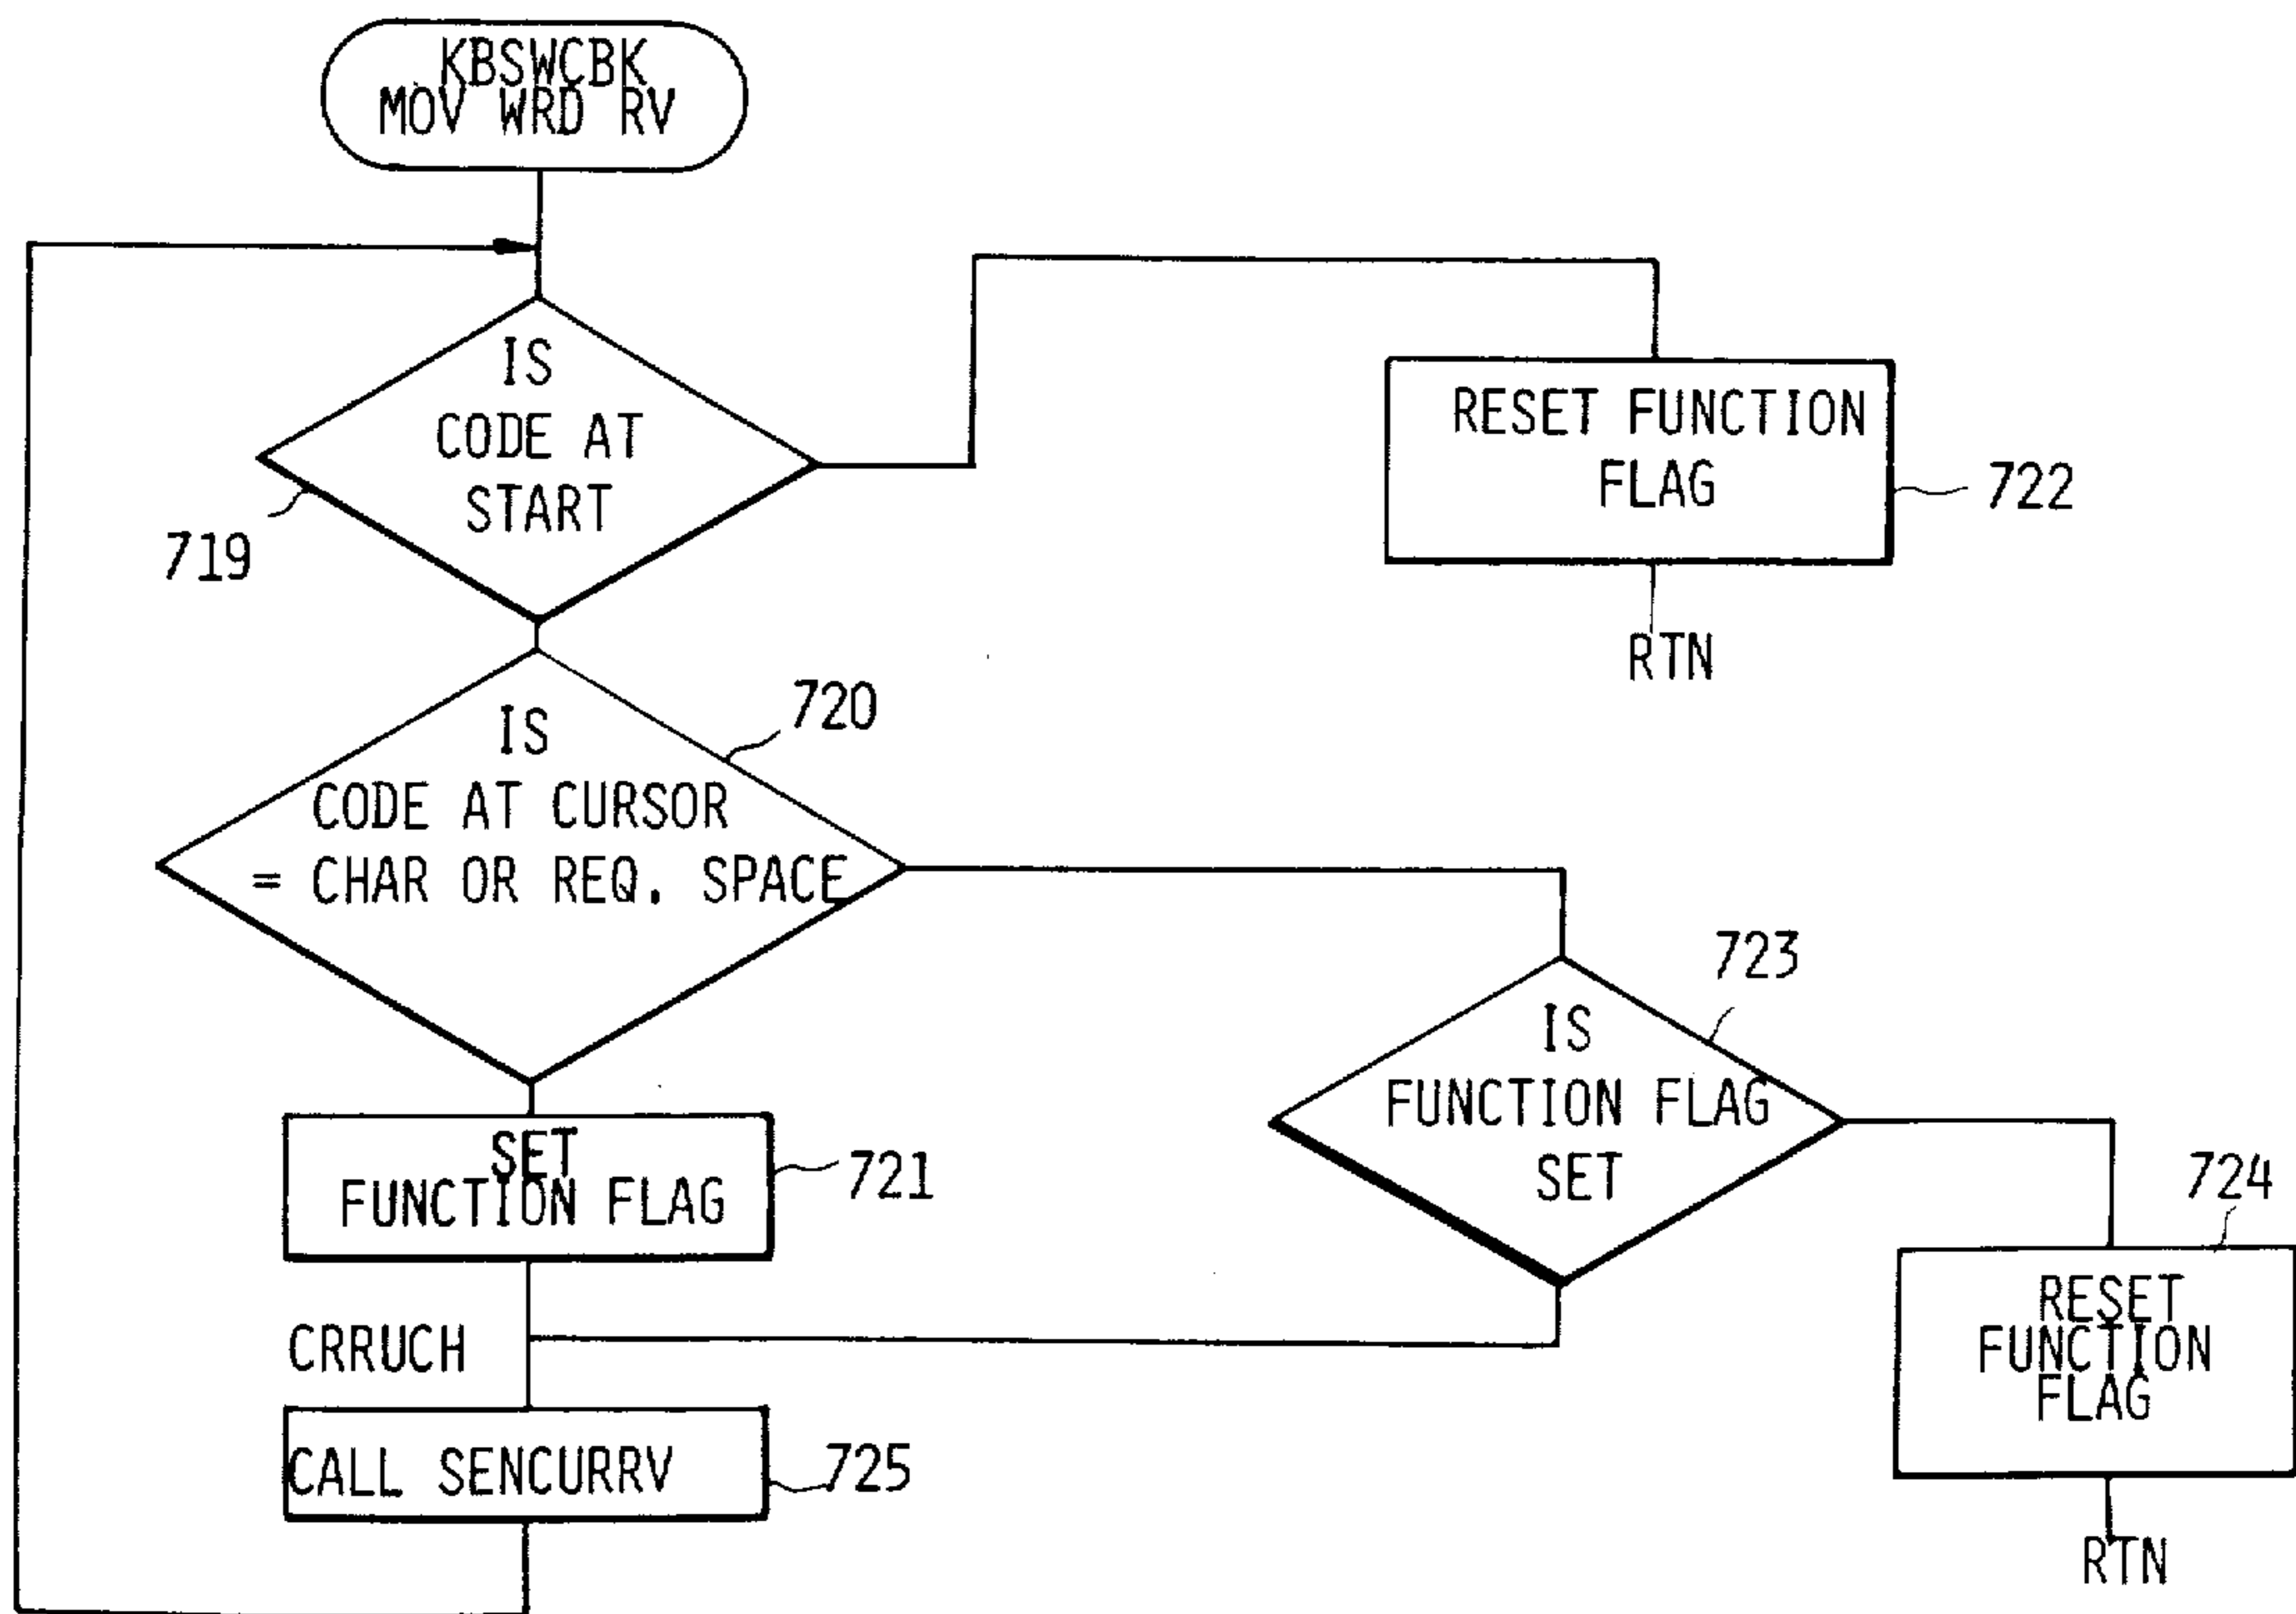 KBSWCBK
MOV WRD RV
IS
CODE AT
START
719
RESET FUNCTION
FLAG
722
RTN
IS
CODE AT CURSOR
= CHAR OR REQ. SPACE
720
SET
FUNCTION FLAG
721
IS
FUNCTION FLAG
SET
723
RESET
FUNCTION
FLAG
724
RTN
CRRUCH
CALL SENCURRV
725